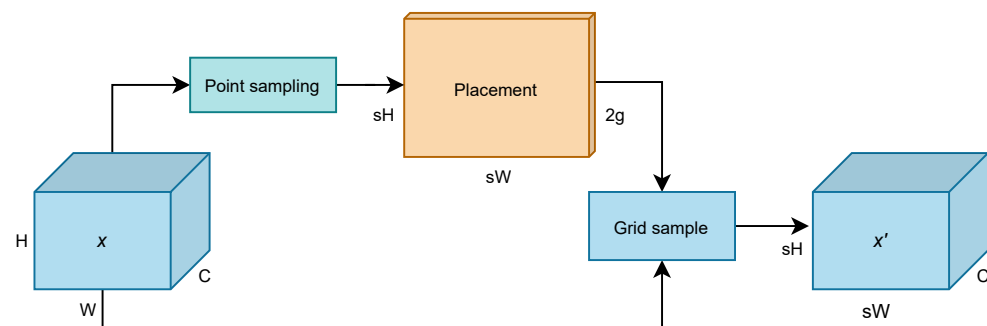 Point sampling
sH
Placement
2g
sW
H
x
C
W
Grid sample
sH
x'
C
sW